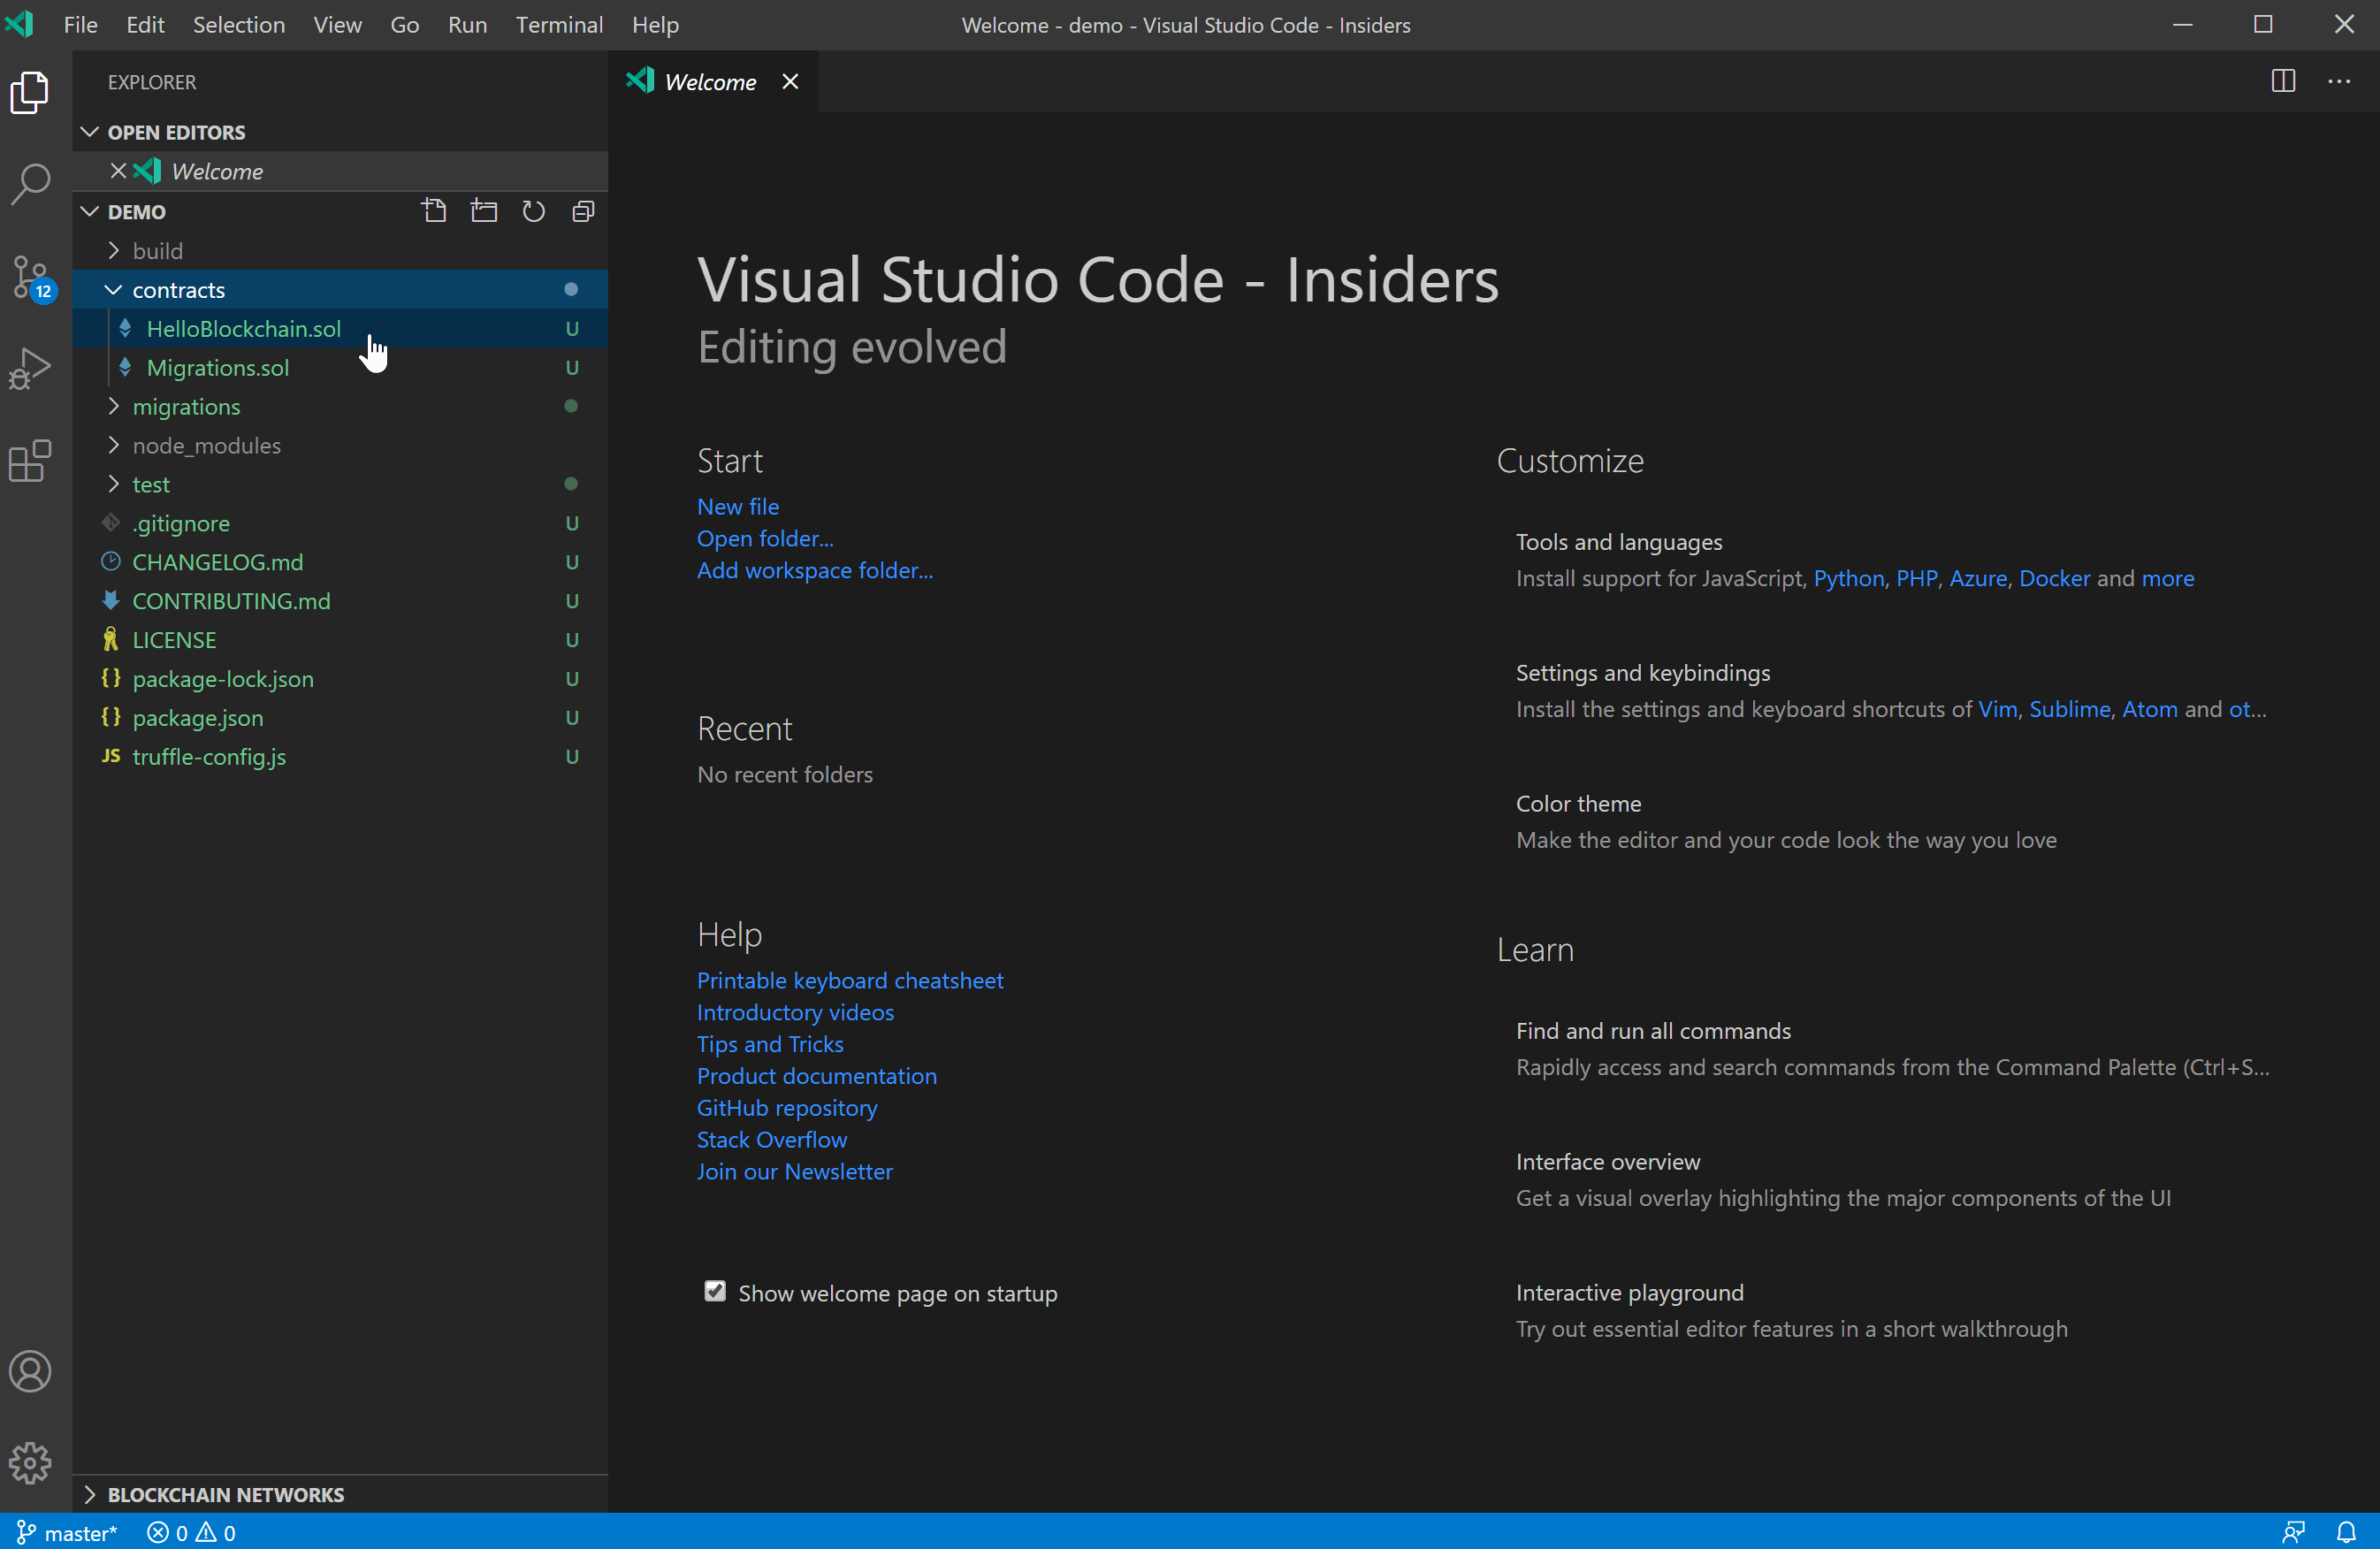 File Edit Selection View Go Run Terminal Help
Welcome - demo - Visual Studio Code - Insiders
EXPLORER
OPEN EDITORS
Welcome
DEMO
build
contracts
HelloBlockchain.sol U
Migrations.sol U
migrations
node_modules
test
.gitignore U
CHANGELOG.md U
CONTRIBUTING.md U
LICENSE U
{} package-lock.json U
{} package.json U
JS truffle-config.js U
BLOCKCHAIN NETWORKS
12
Welcome
Visual Studio Code - Insiders
Editing evolved
Start
New file
Open folder...
Add workspace folder...
Recent
No recent folders
Help
Printable keyboard cheatsheet
Introductory videos
Tips and Tricks
Product documentation
GitHub repository
Stack Overflow
Join our Newsletter
Show welcome page on startup
Customize
Tools and languages
Install support for JavaScript, Python, PHP, Azure, Docker and more
Settings and keybindings
Install the settings and keyboard shortcuts of Vim, Sublime, Atom and ot...
Color theme
Make the editor and your code look the way you love
Learn
Find and run all commands
Rapidly access and search commands from the Command Palette (Ctrl+S...
Interface overview
Get a visual overlay highlighting the major components of the UI
Interactive playground
Try out essential editor features in a short walkthrough
master* 0 0